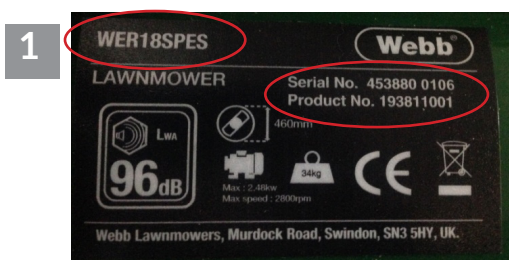 1
WER18SPES
Webb
LAWNMOWER
Serial No. 453880 0106
Product No. 193811001
LWA
96dB
460mm
Max : 2.46kw
Max speed : 2800rpm
34kg
CE
Webb Lawnmowers, Murdock Road, Swindon, SN3 5HY, UK.